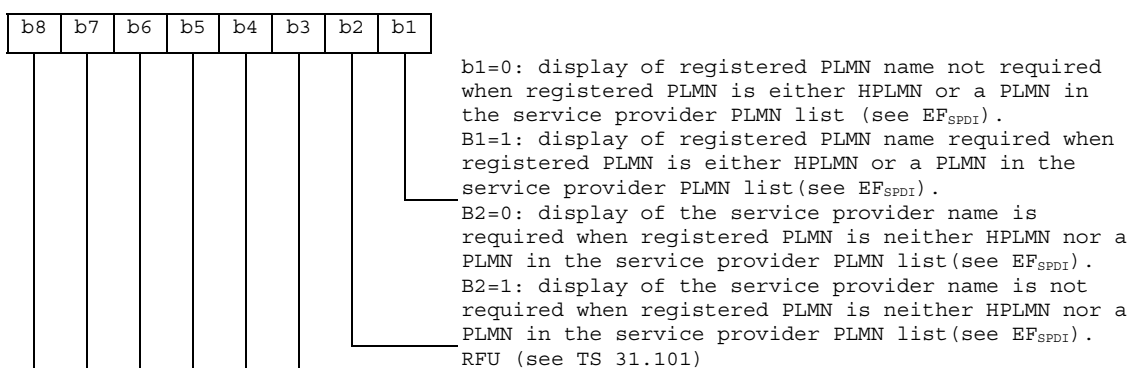 b8 b7 b6 b5 b4 b3 b2 b1
b1=0: display of registered PLMN name not required
when registered PLMN is either HPLMN or a PLMN in
the service provider PLMN list (see EFSPDI).
B1=1: display of registered PLMN name required when
registered PLMN is either HPLMN or a PLMN in the
service provider PLMN list(see EFSPDI).
B2=0: display of the service provider name is
required when registered PLMN is neither HPLMN nor a
PLMN in the service provider PLMN list(see EFSPDI).
B2=1: display of the service provider name is not
required when registered PLMN is neither HPLMN nor a
PLMN in the service provider PLMN list(see EFSPDI).
RFU (see TS 31.101)